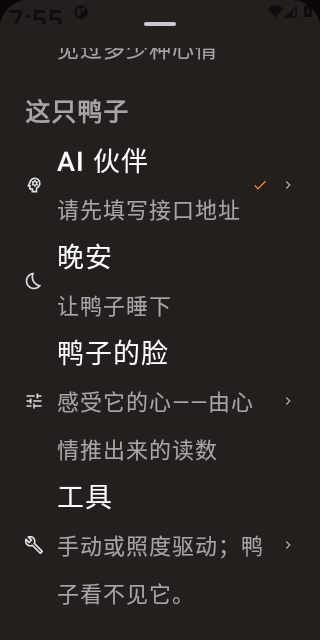 7:55
见过多少种心情
这只鸭子
AI 伙伴
请先填写接口地址
晚安
让鸭子睡下
鸭子的脸
感受它的心——由心
情推出来的读数
工具
手动或照度驱动；鸭
子看不见它。